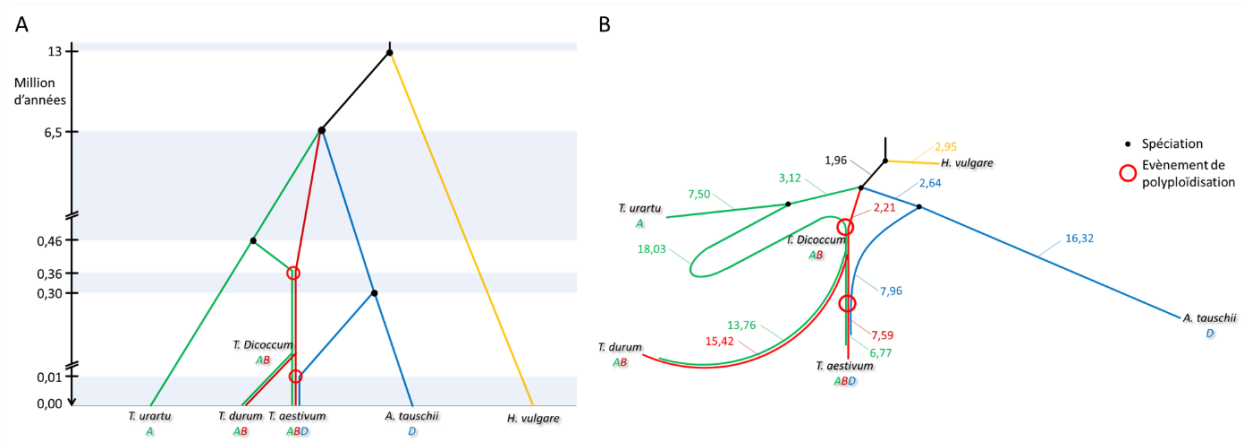 A
13
Million
d'années
6,5
0,46
0,36
0,30
0,01
0,00
T. Dicoccum
AB
T. urartu
A
T. durum
AB
T. aestivum
ABD
A. tauschii
D
H. vulgare
B
2,95
1,96
H. vulgare
3,12
2,64
7,50
2,21
T. urartu
A
T. Dicoccum
AB
18,03
16,32
7,96
13,76
15,42
7,59
6,77
T. durum
AB
T. aestivum
ABD
A. tauschii
D
Spéciation
Evènement de
polyploïdisation